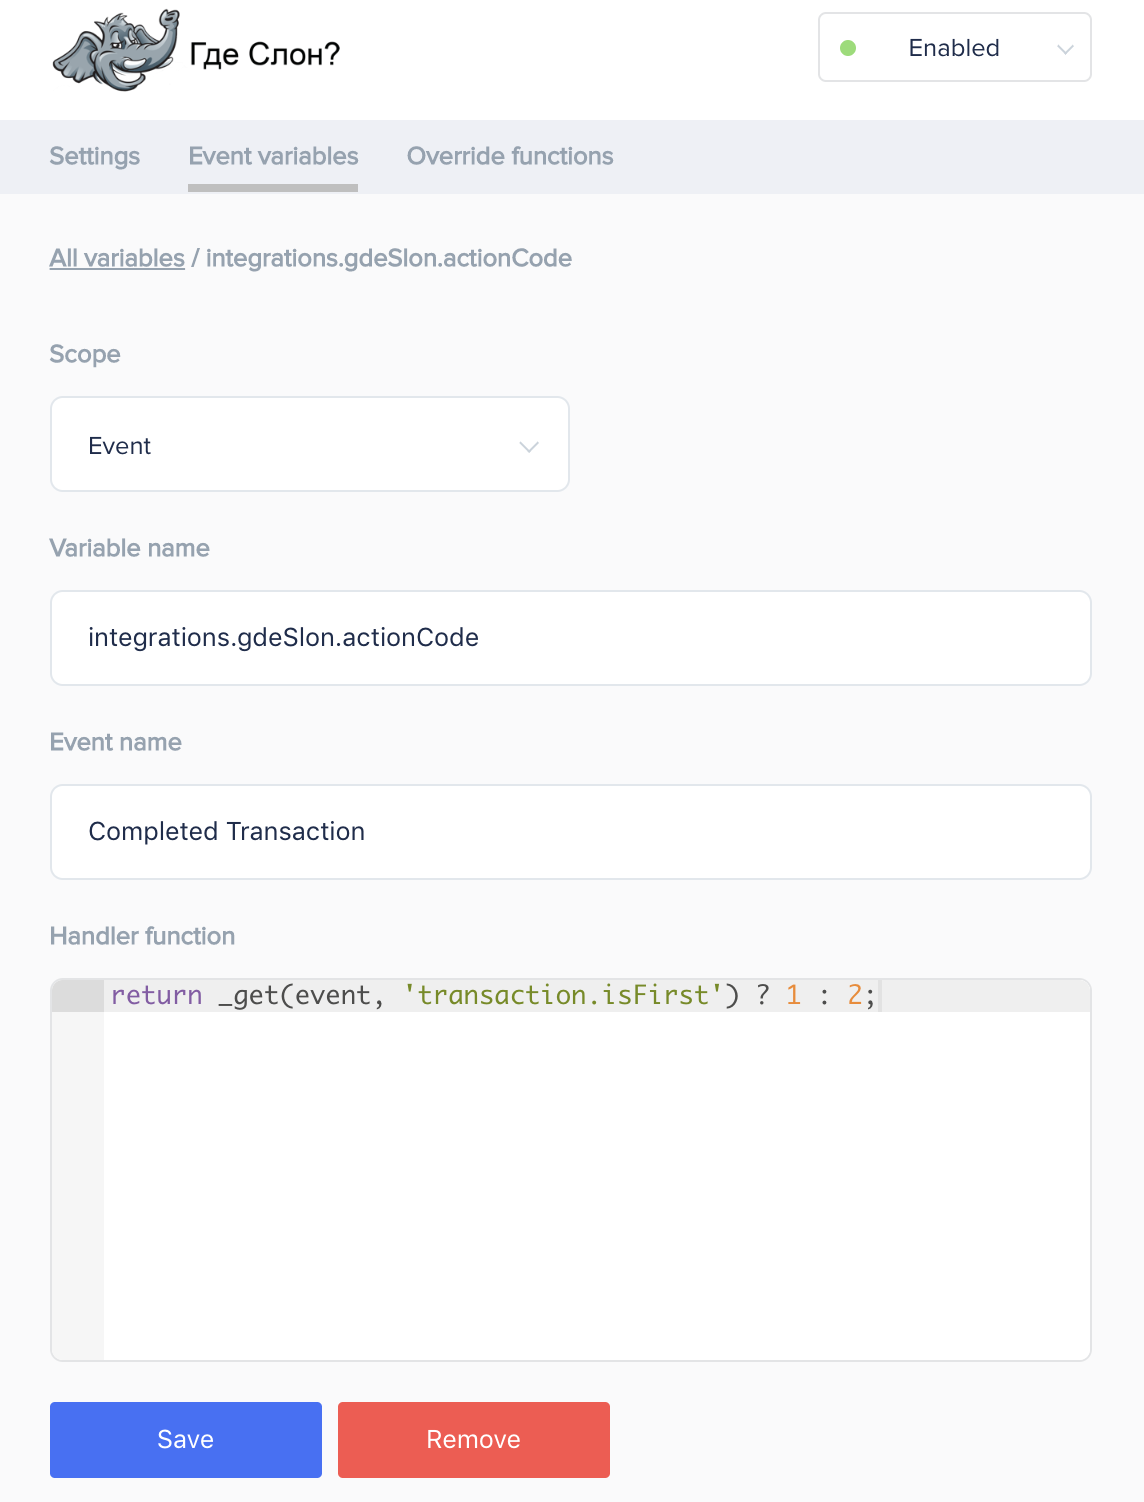 Где Слон?
Enabled
Settings Event variables Override functions
All variables / integrations.gdeSlon.actionCode
Scope
Event
Variable name
integrations.gdeSlon.actionCode
Event name
Completed Transaction
Handler function
return _get(event, 'transaction.isFirst') ? 1 : 2;
Save Remove